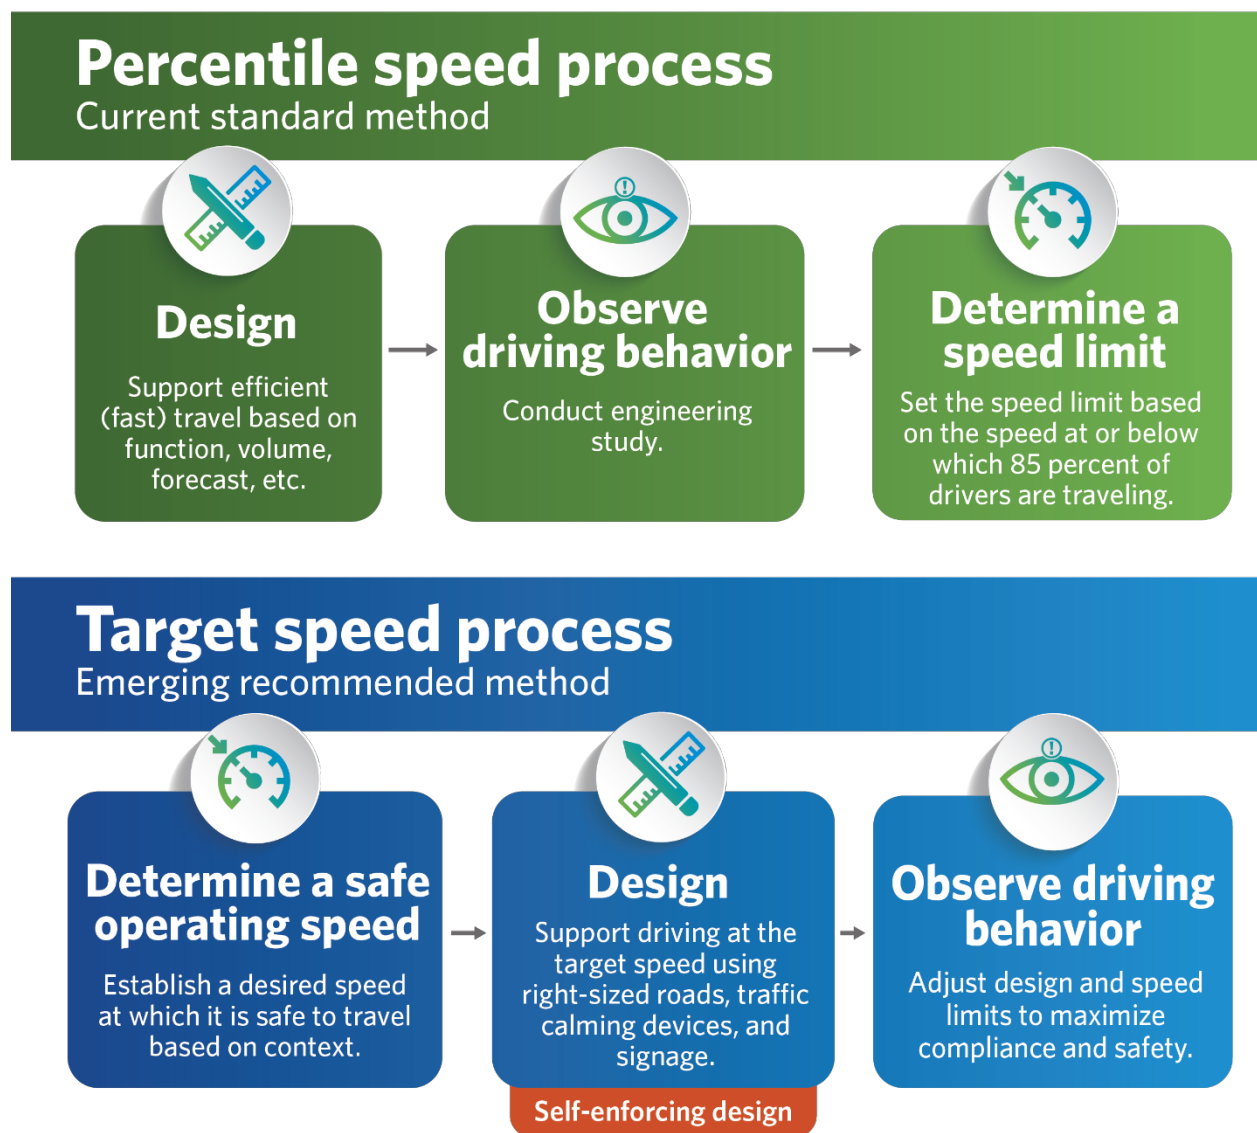 Percentile speed process
Current standard method
Design
Support efficient
(fast) travel based on
function, volume,
forecast, etc.
Observe
driving behavior
Conduct engineering
study.
Determine a
speed limit
Set the speed limit based
on the speed at or below
which 85 percent of
drivers are traveling.
Target speed process
Emerging recommended method
Determine a safe
operating speed
Establish a desired speed
at which it is safe to travel
based on context.
Design
Support driving at the
target speed using
right-sized roads, traffic
calming devices, and
signage.
Self-enforcing design
Observe driving
behavior
Adjust design and speed
limits to maximize
compliance and safety.